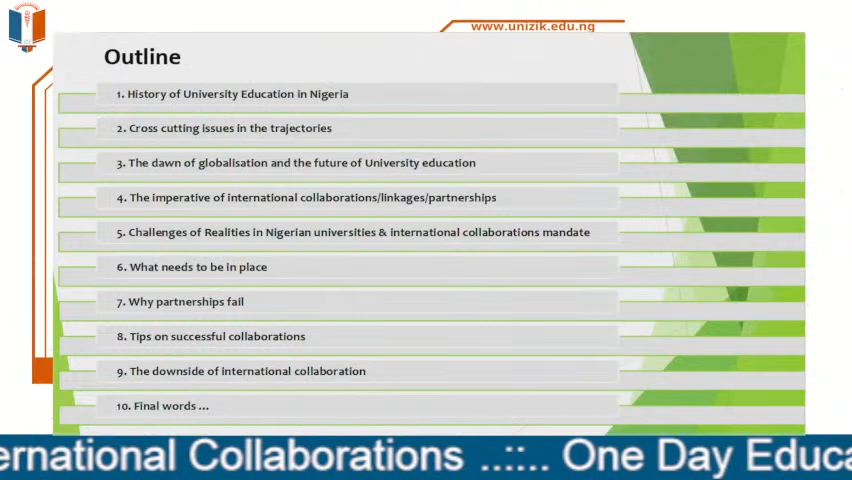 www.unizik.edu.ng
Outline
1. History of University Education in Nigeria
2. Cross cutting issues in the trajectories
3. The dawn of globalisation and the future of University education
4. The imperative of international collaborations/linkages/partnerships
5. Challenges of Realities in Nigerian universities & international collaborations mandate
6. What needs to be in place
7. Why partnerships fail
8. Tips on successful collaborations
9. The downside of international collaboration
10. Final words ...
ernational Collaborations ..::.. One Day Educa